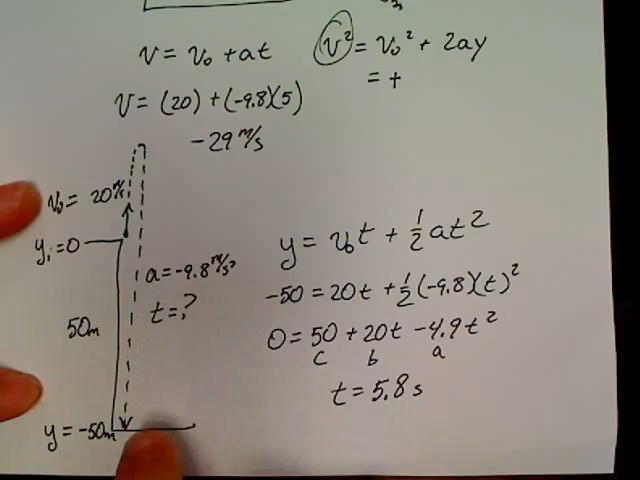 v = v₀ + at
v² = v₀² + 2ay
= +
v = (20) + (-9.8)(5)
-29 m/s
v₀ = 20 m/s
yᵢ = 0
a = -9.8 m/s²
t = ?
50m
y = -50m
y = v₀t + ½at²
-50 = 20t + ½(-9.8)(t)²
0 = 50 + 20t - 4.9t²
c b a
t = 5.8 s